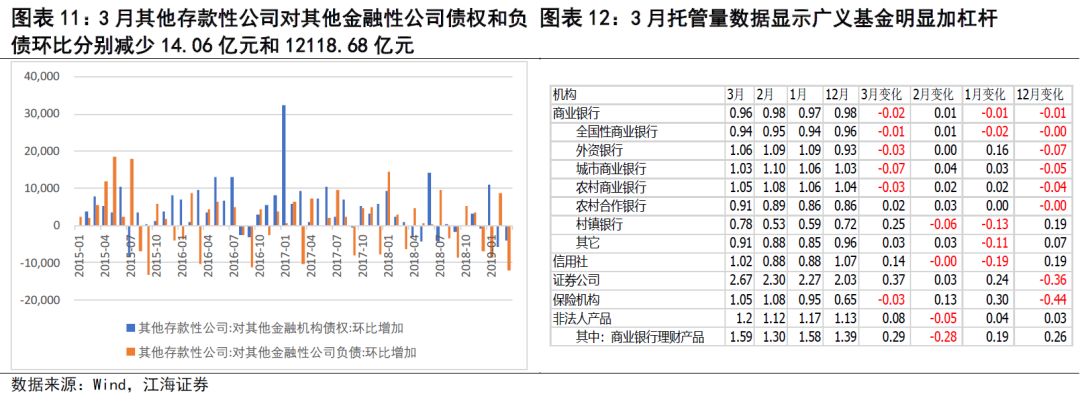 图表 11：3 月其他存款性公司对其他金融性公司债权和负
债环比分别减少 14.06 亿元和 12118.68 亿元
40,000
30,000
20,000
10,000
0
-10,000
-20,000
2015-01
2015-04
2015-07
2015-10
2016-01
2016-04
2016-07
2016-10
2017-01
2017-04
2017-07
2017-10
2018-01
2018-04
2018-07
2018-10
2019-01
其他存款性公司:对其他金融机构债权:环比增加
其他存款性公司:对其他金融性公司负债:环比增加
数据来源：Wind，江海证券
图表 12：3 月托管量数据显示广义基金明显加杠杆
机构 3月 2月 1月 12月 3月变化 2月变化 1月变化 12月变化
商业银行 0.96 0.98 0.97 0.98 -0.02 0.01 -0.01 -0.01
全国性商业银行 0.94 0.95 0.94 0.96 -0.01 0.01 -0.02 -0.00
外资银行 1.06 1.09 1.09 0.93 -0.03 0.00 0.16 -0.07
城市商业银行 1.03 1.10 1.06 1.03 -0.07 0.04 0.03 -0.05
农村商业银行 1.05 1.08 1.06 1.04 -0.03 0.02 0.02 -0.04
农村合作银行 0.91 0.89 0.86 0.86 0.02 0.03 0.00 -0.00
村镇银行 0.78 0.53 0.59 0.72 0.25 -0.06 -0.13 0.19
其它 0.91 0.88 0.85 0.96 0.03 0.03 -0.11 0.07
信用社 1.02 0.88 0.88 1.07 0.14 -0.00 -0.19 0.19
证券公司 2.67 2.30 2.27 2.03 0.37 0.03 0.24 -0.36
保险机构 1.05 1.08 0.95 0.65 -0.03 0.13 0.30 -0.44
非法人产品 1.2 1.12 1.17 1.13 0.08 -0.05 0.04 0.03
其中：商业银行理财产品 1.59 1.30 1.58 1.39 0.29 -0.28 0.19 0.26